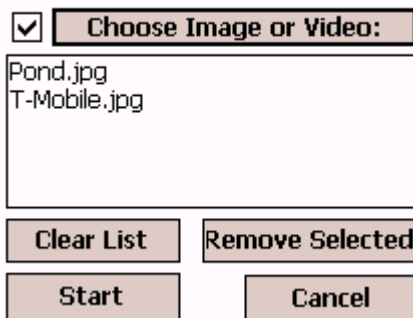 Choose Image or Video:
Pond.jpg
T-Mobile.jpg
Clear List
Remove Selected
Start
Cancel